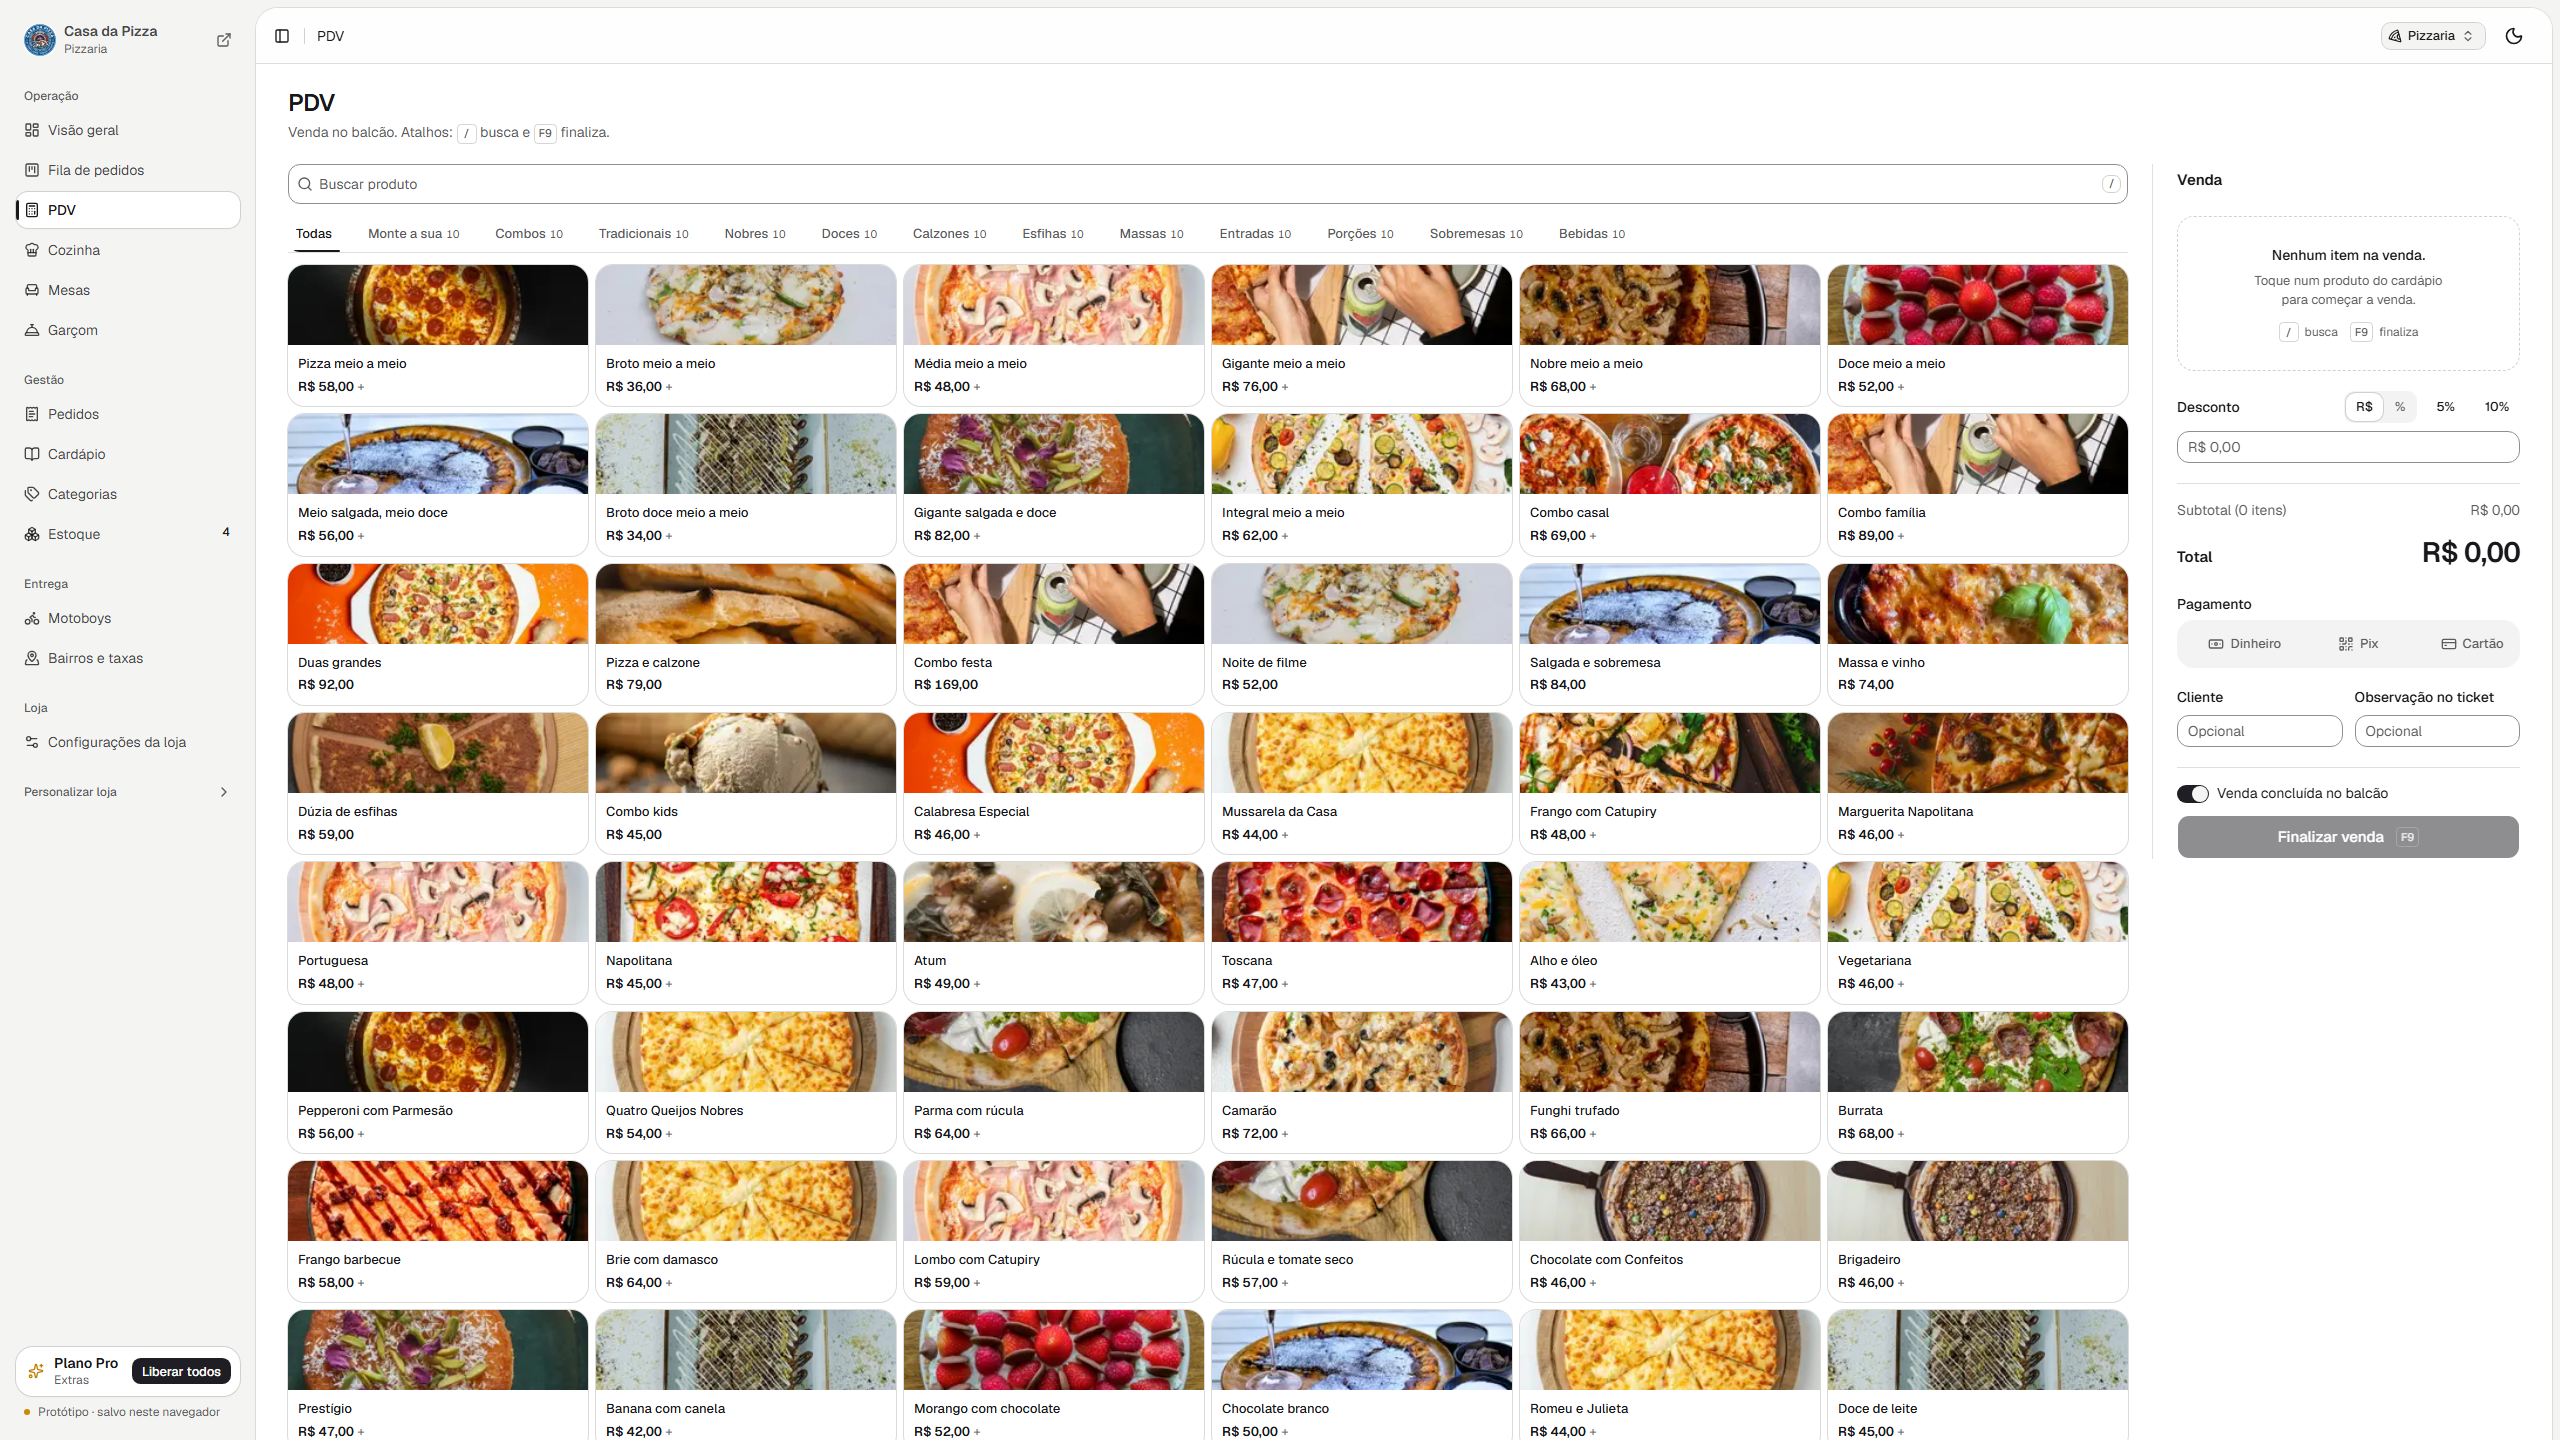 Casa da Pizza
Pizzaria
Operação
Visão geral
Fila de pedidos
PDV
Cozinha
Mesas
Garçom
Gestão
Pedidos
Cardápio
Categorias
Estoque 4
Entrega
Motoboys
Bairros e taxas
Loja
Configurações da loja
Personalizar loja
Plano Pro
Extras
Liberar todos
Protótipo · salvo neste navegador
PDV
Pizzaria
PDV
Venda no balcão. Atalhos: / busca e F9 finaliza.
Buscar produto /
Todas Monte a sua 10 Combos 10 Tradicionais 10 Nobres 10 Doces 10 Calzones 10 Esfihas 10 Massas 10 Entradas 10 Porções 10 Sobremesas 10 Bebidas 10
Pizza meio a meio
R$ 58,00 +
Broto meio a meio
R$ 36,00 +
Média meio a meio
R$ 48,00 +
Gigante meio a meio
R$ 76,00 +
Nobre meio a meio
R$ 68,00 +
Doce meio a meio
R$ 52,00 +
Meio salgada, meio doce
R$ 56,00 +
Broto doce meio a meio
R$ 34,00 +
Gigante salgada e doce
R$ 82,00 +
Integral meio a meio
R$ 62,00 +
Combo casal
R$ 69,00 +
Combo família
R$ 89,00 +
Duas grandes
R$ 92,00
Pizza e calzone
R$ 79,00
Combo festa
R$ 169,00
Noite de filme
R$ 52,00
Salgada e sobremesa
R$ 84,00
Massa e vinho
R$ 74,00
Dúzia de esfihas
R$ 59,00
Combo kids
R$ 45,00
Calabresa Especial
R$ 46,00 +
Mussarela da Casa
R$ 44,00 +
Frango com Catupiry
R$ 48,00 +
Marguerita Napolitana
R$ 46,00 +
Portuguesa
R$ 48,00 +
Napolitana
R$ 45,00 +
Atum
R$ 49,00 +
Toscana
R$ 47,00 +
Alho e óleo
R$ 43,00 +
Vegetariana
R$ 46,00 +
Pepperoni com Parmesão
R$ 56,00 +
Quatro Queijos Nobres
R$ 54,00 +
Parma com rúcula
R$ 64,00 +
Camarão
R$ 72,00 +
Funghi trufado
R$ 66,00 +
Burrata
R$ 68,00 +
Frango barbecue
R$ 58,00 +
Brie com damasco
R$ 64,00 +
Lombo com Catupiry
R$ 59,00 +
Rúcula e tomate seco
R$ 57,00 +
Chocolate com Confeitos
R$ 46,00 +
Brigadeiro
R$ 46,00 +
Prestígio
R$ 47,00 +
Banana com canela
R$ 42,00 +
Morango com chocolate
R$ 52,00 +
Chocolate branco
R$ 50,00 +
Romeu e Julieta
R$ 44,00 +
Doce de leite
R$ 45,00 +
Venda
Nenhum item na venda.
Toque num produto do cardápio
para começar a venda.
/ busca F9 finaliza
Desconto R$ % 5% 10%
R$ 0,00
Subtotal (0 itens) R$ 0,00
Total R$ 0,00
Pagamento
Dinheiro Pix Cartão
Cliente Observação no ticket
Opcional Opcional
Venda concluída no balcão
Finalizar venda F9